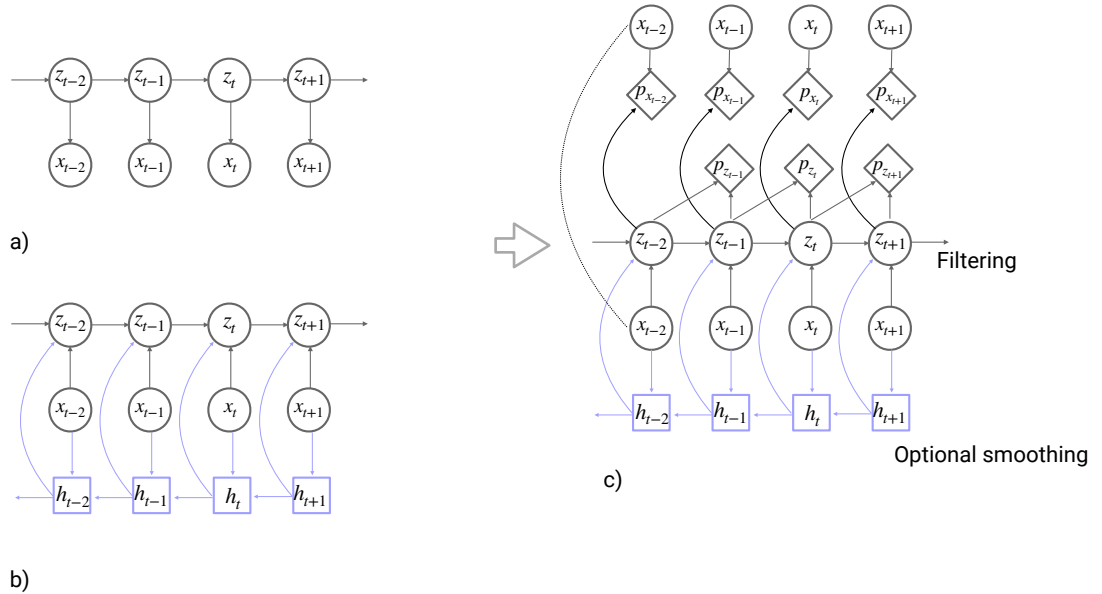 z_{t−2} z_{t−1} z_t z_{t+1}
x_{t−2} x_{t−1} x_t x_{t+1}
a)
z_{t−2} z_{t−1} z_t z_{t+1}
x_{t−2} x_{t−1} x_t x_{t+1}
h_{t−2} h_{t−1} h_t h_{t+1}
b)
x_{t−2} x_{t−1} x_t x_{t+1}
p_{x_{t−2}} p_{x_{t−1}} p_{x_t} p_{x_{t+1}}
p_{z_{t−1}} p_{z_t} p_{z_{t+1}}
z_{t−2} z_{t−1} z_t z_{t+1}
Filtering
x_{t−2} x_{t−1} x_t x_{t+1}
h_{t−2} h_{t−1} h_t h_{t+1}
Optional smoothing
c)